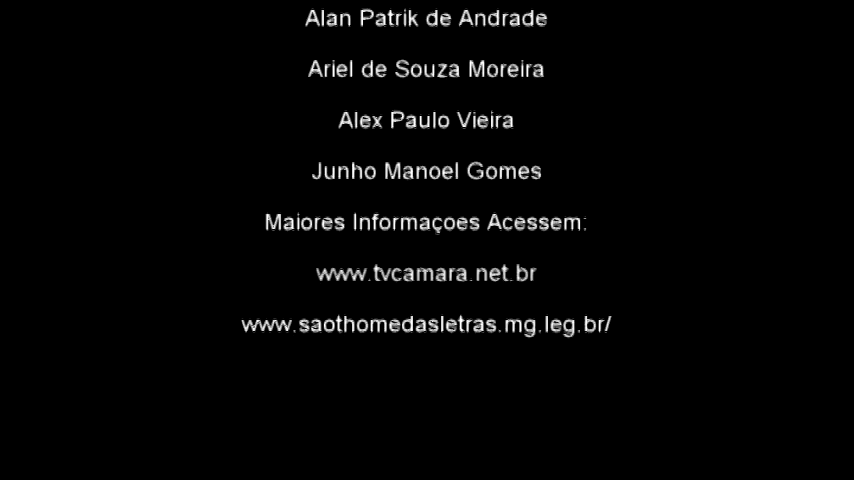 Alan Patrik de Andrade
Ariel de Souza Moreira
Alex Paulo Vieira
Junho Manoel Gomes
Maiores Informaçoes Acessem:
www.tvcamara.net.br
www.saothomedasletras.mg.leg.br/